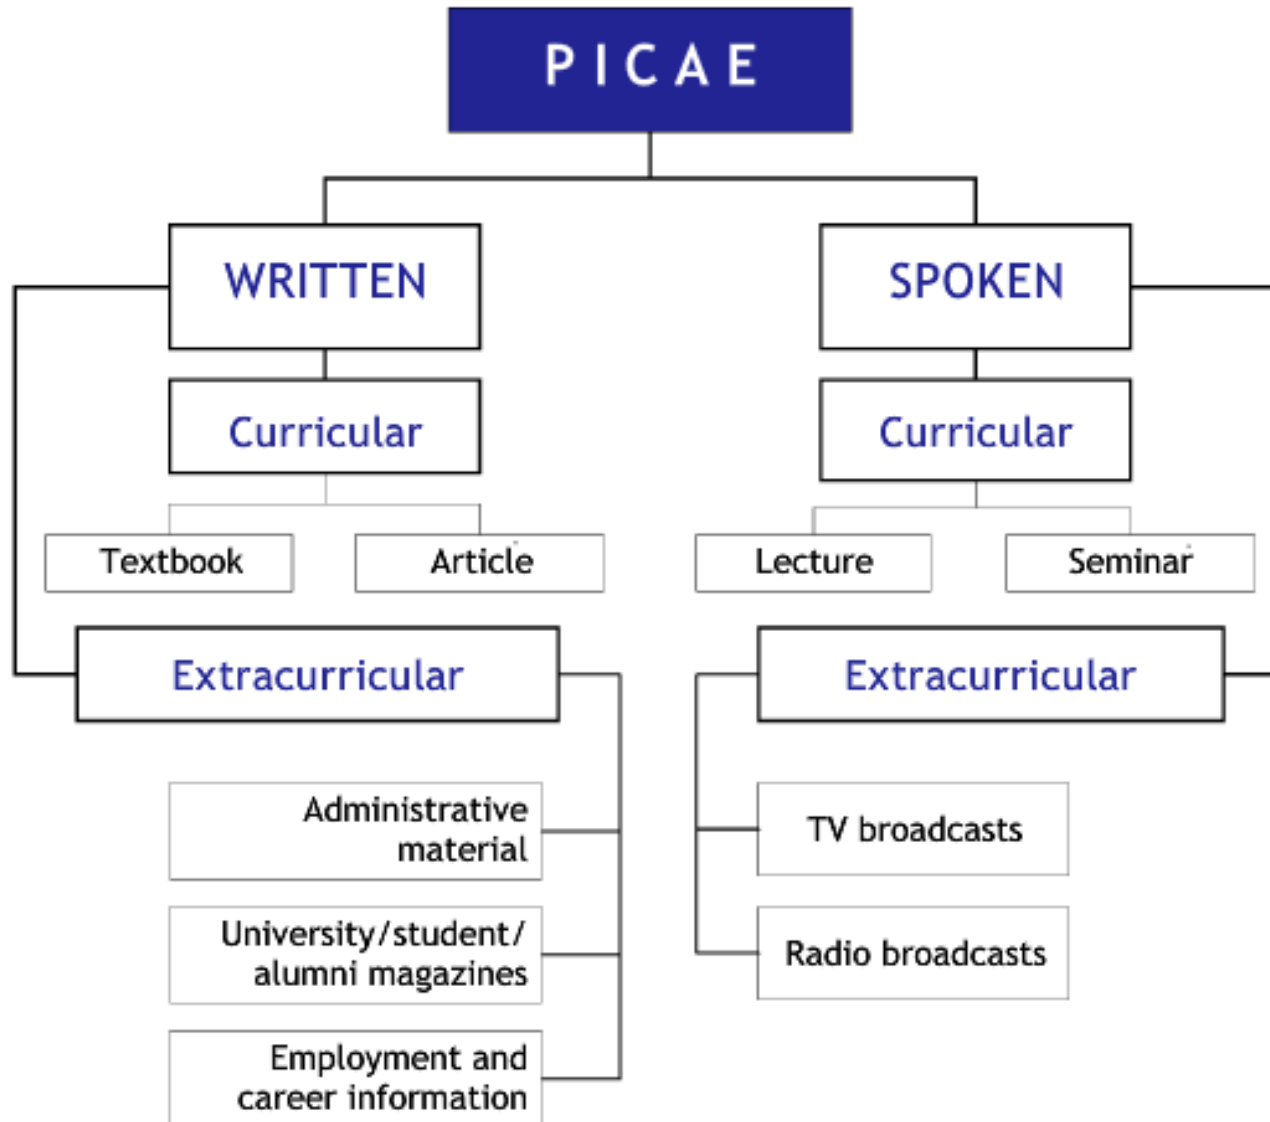 P I C A E
WRITTEN
SPOKEN
Curricular
Curricular
Textbook
Article
Lecture
Seminar
Extracurricular
Extracurricular
Administrative
material
TV broadcasts
University/student/
alumni magazines
Radio broadcasts
Employment and
career information